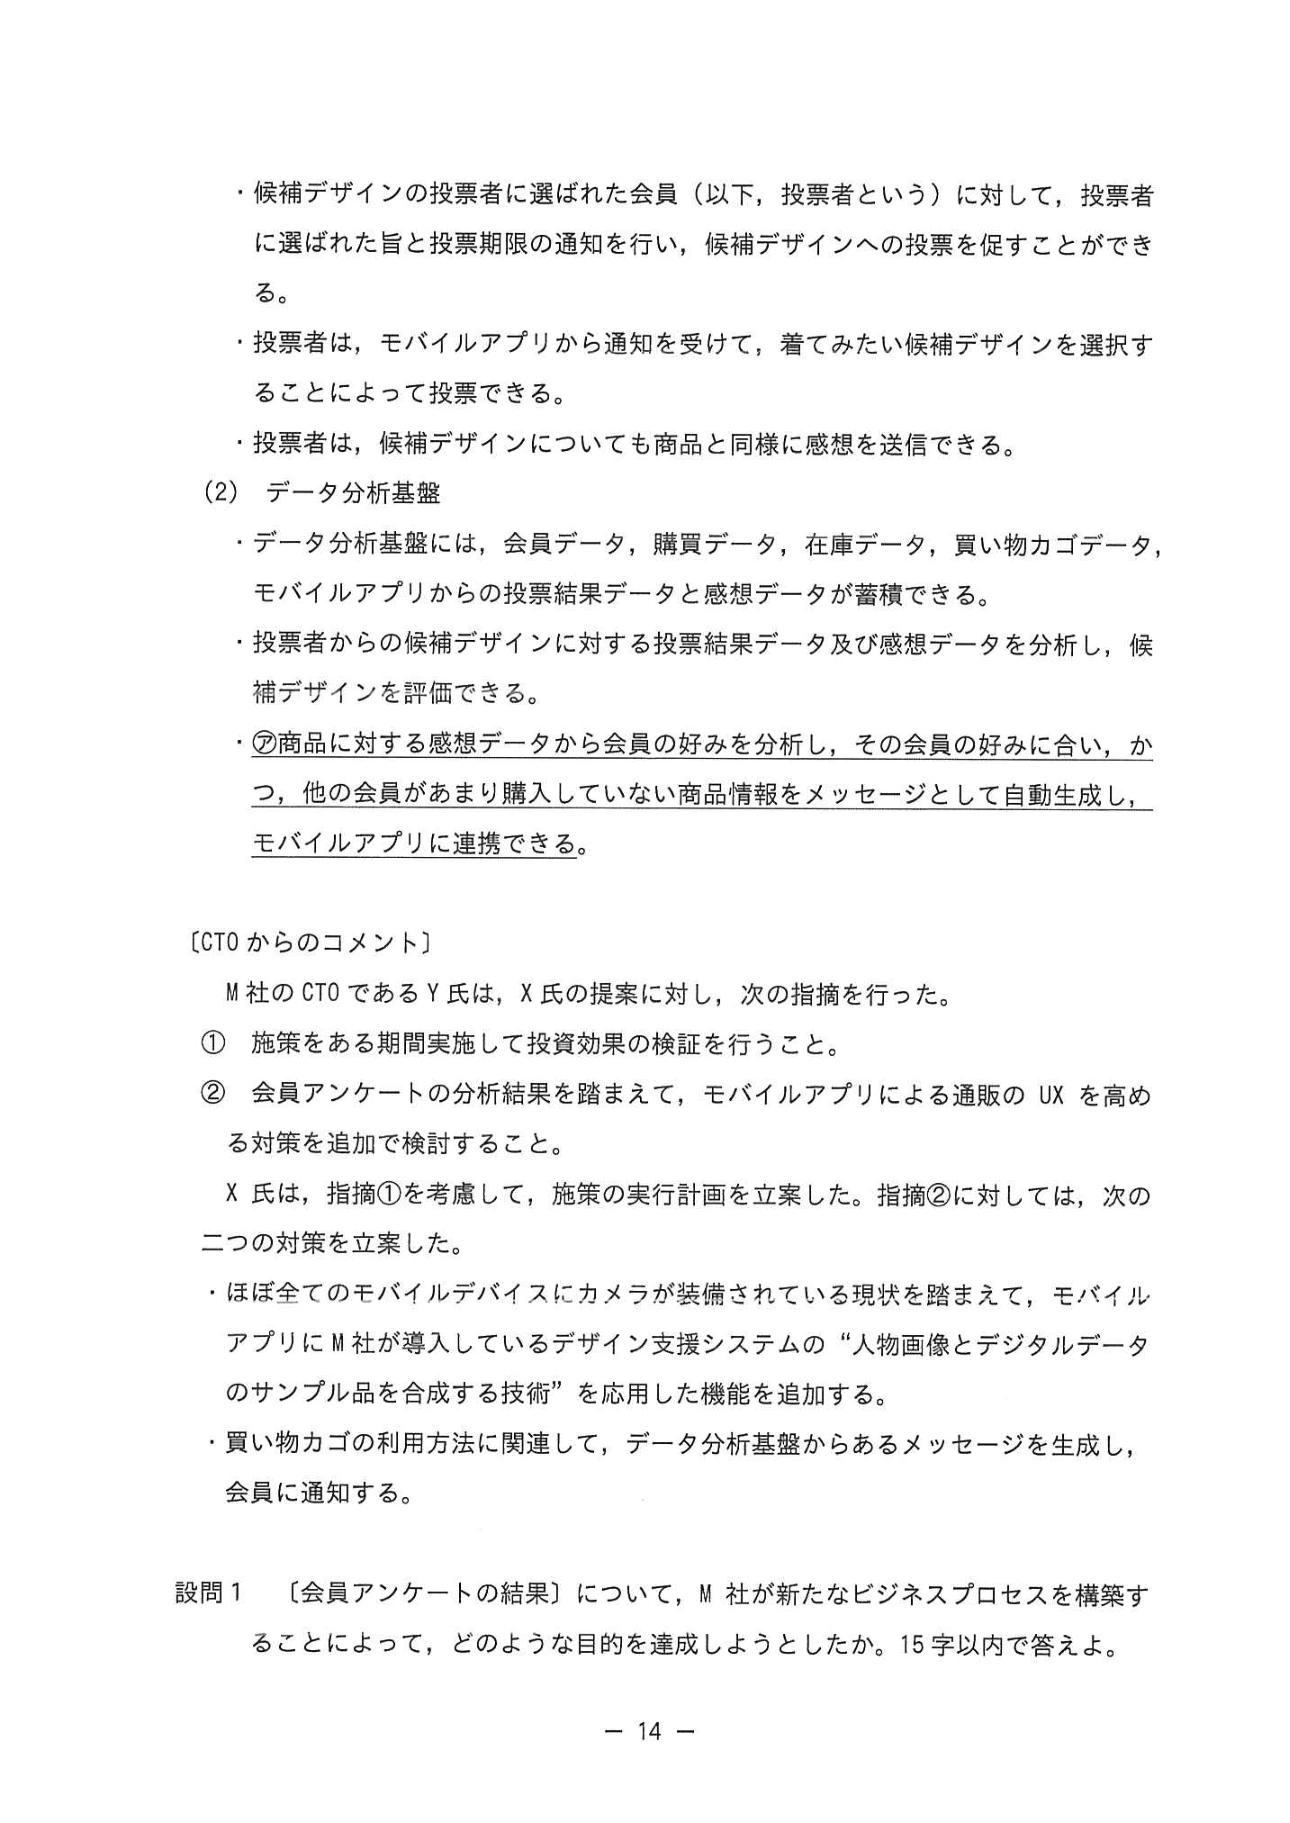 ・候補デザインの投票者に選ばれた会員（以下，投票者という）に対して，投票者
に選ばれた旨と投票期限の通知を行い，候補デザインへの投票を促すことができ
る。
・投票者は，モバイルアプリから通知を受けて，着てみたい候補デザインを選択す
ることによって投票できる。
・投票者は，候補デザインについても商品と同様に感想を送信できる。
(2)　データ分析基盤
・データ分析基盤には，会員データ，購買データ，在庫データ，買い物カゴデータ，
モバイルアプリからの投票結果データと感想データが蓄積できる。
・投票者からの候補デザインに対する投票結果データ及び感想データを分析し，候
補デザインを評価できる。
・㋐商品に対する感想データから会員の好みを分析し，その会員の好みに合い，か
つ，他の会員があまり購入していない商品情報をメッセージとして自動生成し，
モバイルアプリに連携できる。
〔CTO からのコメント〕
M 社の CTO である Y 氏は，X 氏の提案に対し，次の指摘を行った。
①　施策をある期間実施して投資効果の検証を行うこと。
②　会員アンケートの分析結果を踏まえて，モバイルアプリによる通販の UX を高め
る対策を追加で検討すること。
X 氏は，指摘①を考慮して，施策の実行計画を立案した。指摘②に対しては，次の
二つの対策を立案した。
・ほぼ全てのモバイルデバイスにカメラが装備されている現状を踏まえて，モバイル
アプリに M 社が導入しているデザイン支援システムの“人物画像とデジタルデータ
のサンプル品を合成する技術”を応用した機能を追加する。
・買い物カゴの利用方法に関連して，データ分析基盤からあるメッセージを生成し，
会員に通知する。
設問 1　〔会員アンケートの結果〕について，M 社が新たなビジネスプロセスを構築す
ることによって，どのような目的を達成しようとしたか。15 字以内で答えよ。
－ 14 －